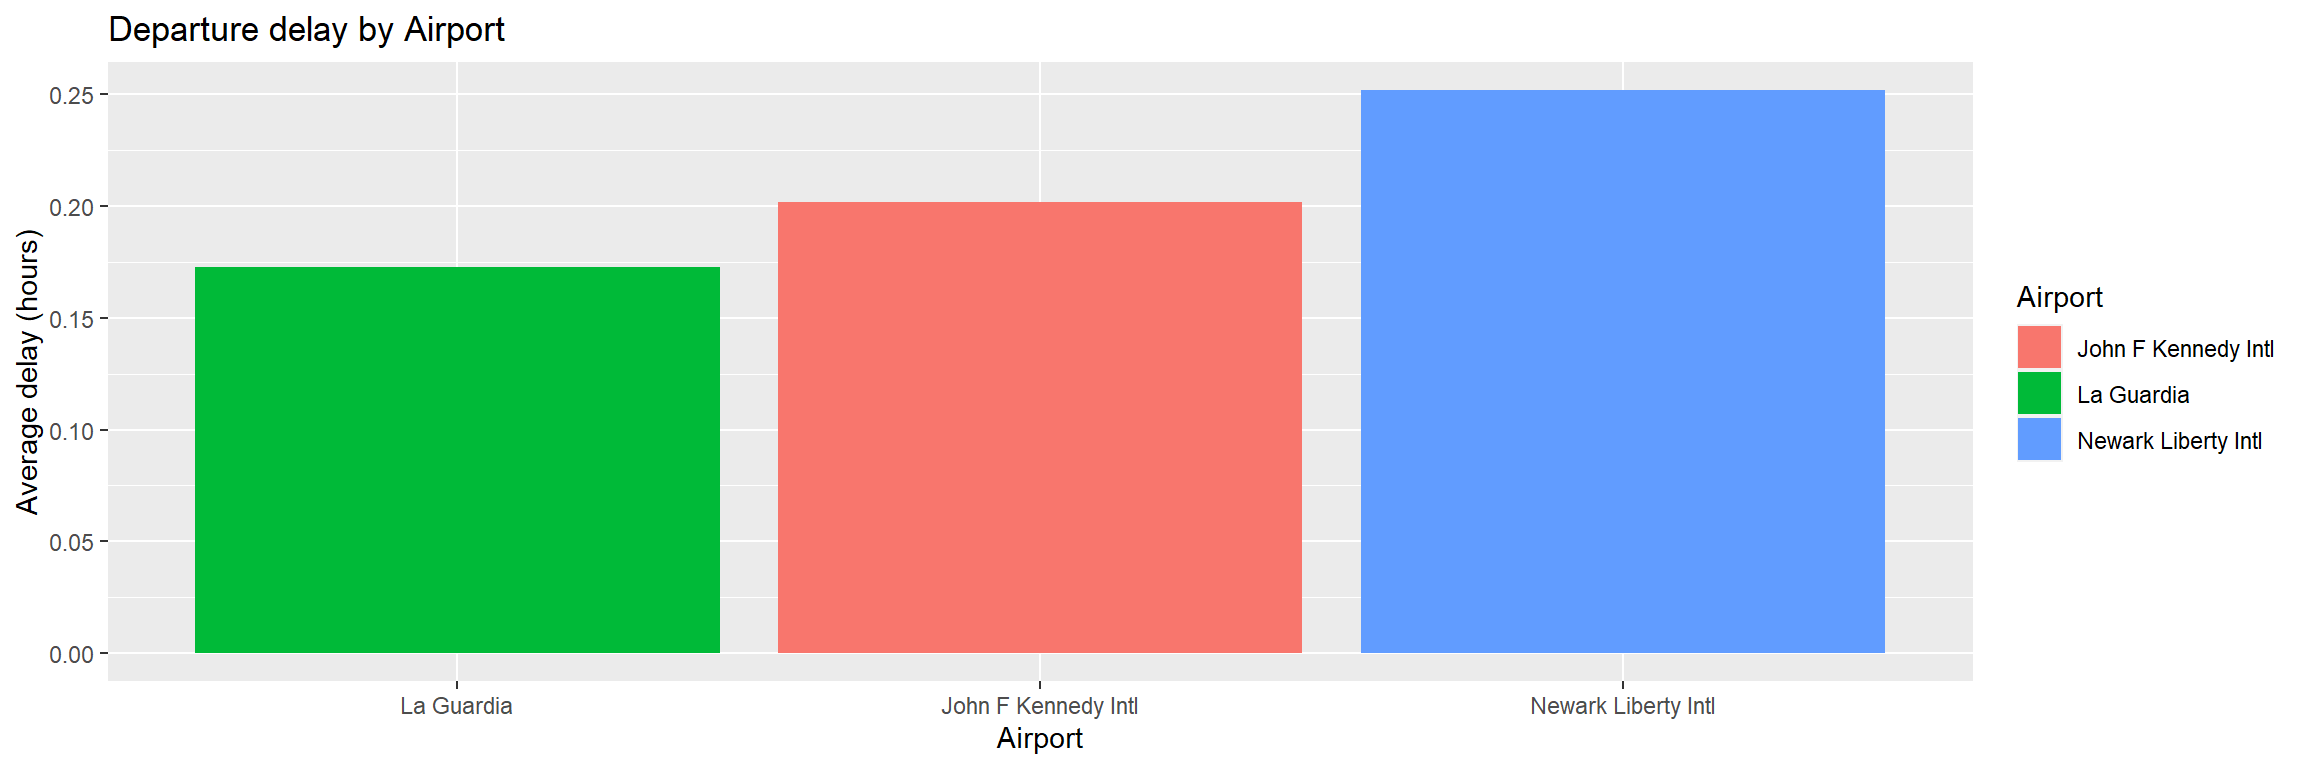 Departure delay by Airport
Average delay (hours)
0.25
0.20
0.15
0.10
0.05
0.00
La Guardia
John F Kennedy Intl
Newark Liberty Intl
Airport
Airport
John F Kennedy Intl
La Guardia
Newark Liberty Intl